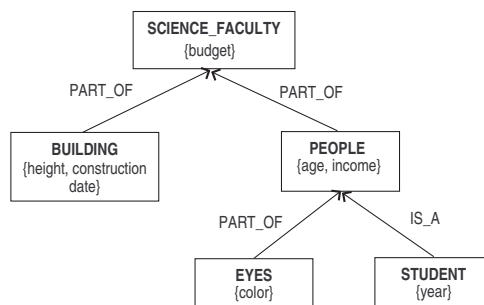 SCIENCE_FACULTY
{budget}
PART_OF
PART_OF
BUILDING
{height, construction
date}
PEOPLE
{age, income}
PART_OF
IS_A
EYES
{color}
STUDENT
{year}